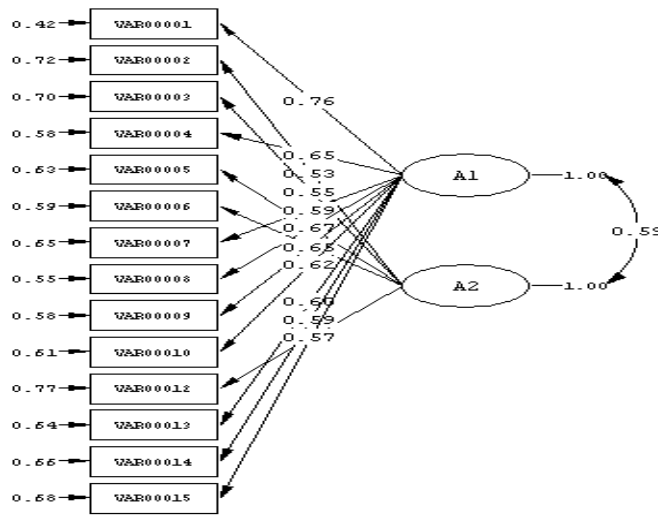 0.42 VAR00001
0.72 VAR00002
0.70 VAR00003
0.76
0.58 VAR00004
0.65
0.63 VAR00005
0.53
A1 1.00
0.55
0.59 VAR00006
0.59
0.67
0.59
0.65 VAR00007
0.65
0.62
0.55 VAR00008
A2 1.00
0.60
0.58 VAR00009
0.59
0.57
0.61 VAR00010
0.77 VAR00012
0.64 VAR00013
0.66 VAR00014
0.68 VAR00015